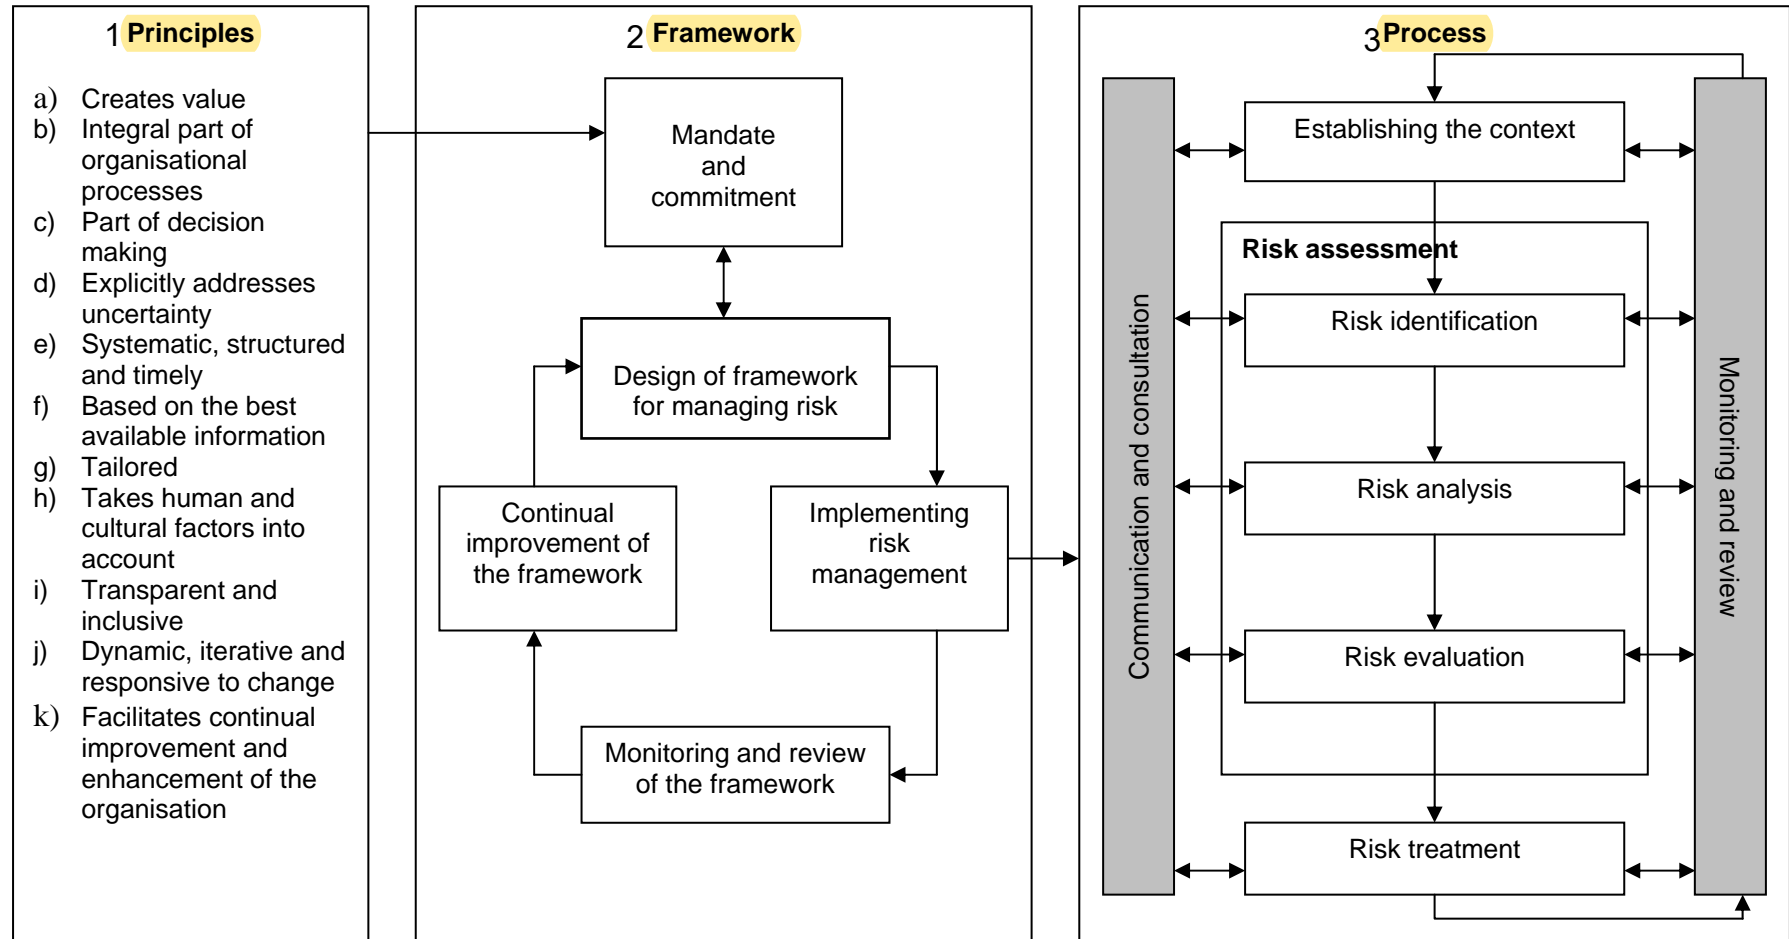 1 Principles
a) Creates value
b) Integral part of
organisational
processes
c) Part of decision
making
d) Explicitly addresses
uncertainty
e) Systematic, structured
and timely
f) Based on the best
available information
g) Tailored
h) Takes human and
cultural factors into
account
i) Transparent and
inclusive
j) Dynamic, iterative and
responsive to change
k) Facilitates continual
improvement and
enhancement of the
organisation
2 Framework
Mandate
and
commitment
Design of framework
for managing risk
Continual
improvement of
the framework
Implementing
risk
management
Monitoring and review
of the framework
3 Process
Communication and consultation
Establishing the context
Risk assessment
Risk identification
Risk analysis
Risk evaluation
Risk treatment
Monitoring and review